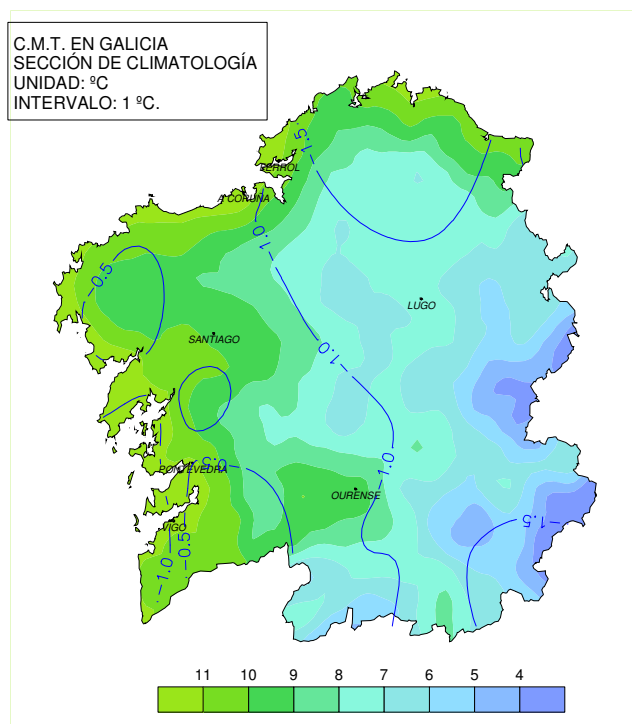 C.M.T. EN GALICIA
SECCIÓN DE CLIMATOLOGÍA
UNIDAD: ºC
INTERVALO: 1 ºC.
−1.5
FERROL
A CORUÑA
−1.0
−0.5
LUGO
SANTIAGO
−1.0
PONTEVEDRA
−1.0
OURENSE
VIGO
−1.5
−0.5
−1.0
11 10 9 8 7 6 5 4